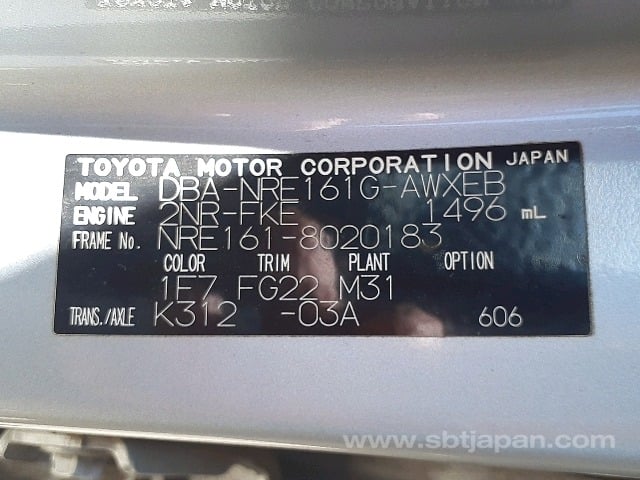 TOYOTA MOTOR CORPORATION JAPAN
MODEL DBA-NRE161G-AWXEB
ENGINE 2NR-FKE 1496 mL
FRAME No. NRE161-8020183
COLOR TRIM PLANT OPTION
1F7 FG22 M31
TRANS./AXLE K312 -03A 606
www.sbtjapan.com